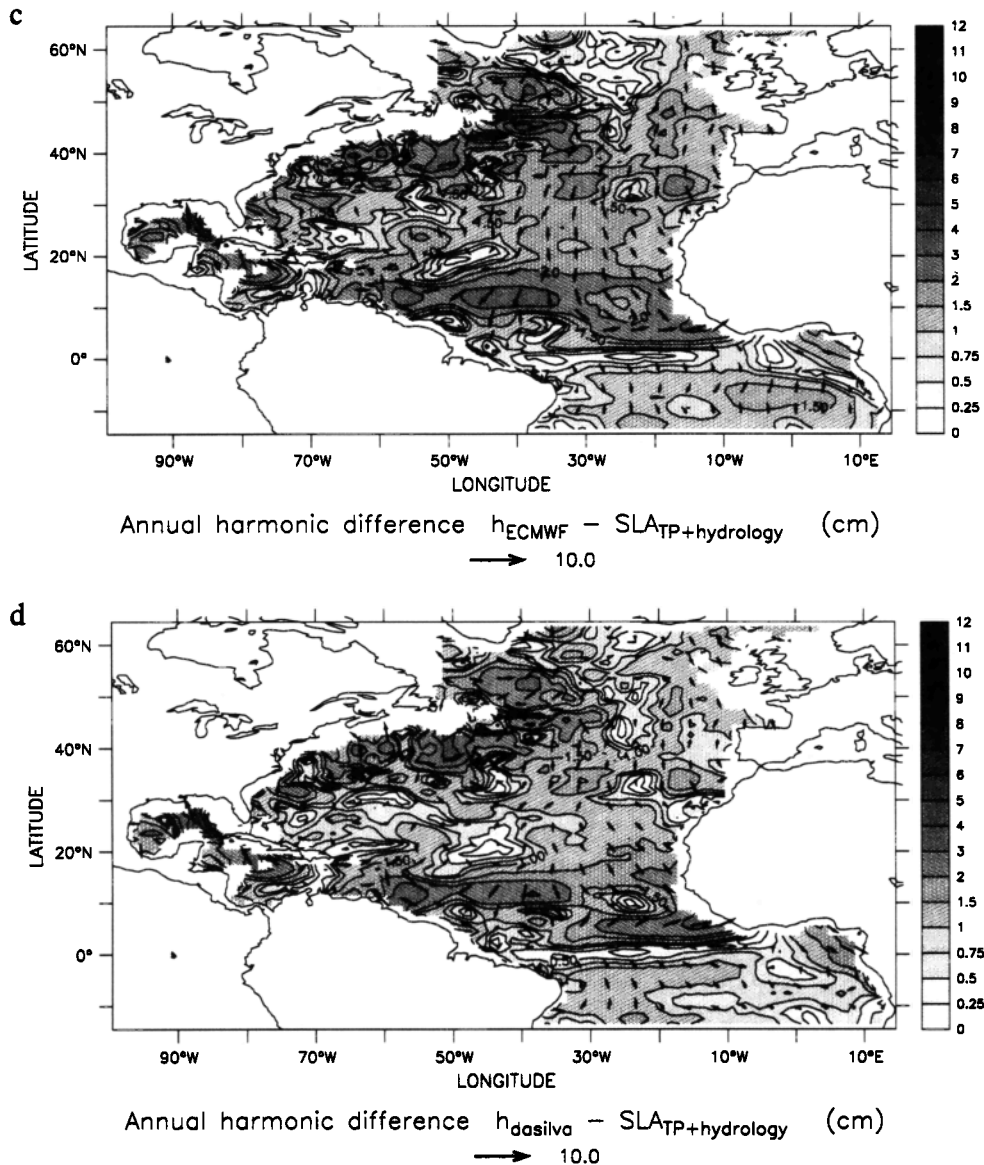 c
60°N
40°N
20°N
0°
LATITUDE
90°W 70°W 50°W 30°W 10°W 10°E
LONGITUDE
12
11
10
9
8
7
6
5
4
3
2
1.5
1
0.75
0.5
0.25
0
Annual harmonic difference h_ECMWF − SLA_TP+hydrology (cm)
10.0
d
60°N
40°N
20°N
0°
LATITUDE
90°W 70°W 50°W 30°W 10°W 10°E
LONGITUDE
12
11
10
9
8
7
6
5
4
3
2
1.5
1
0.75
0.5
0.25
0
Annual harmonic difference h_dasilva − SLA_TP+hydrology (cm)
10.0